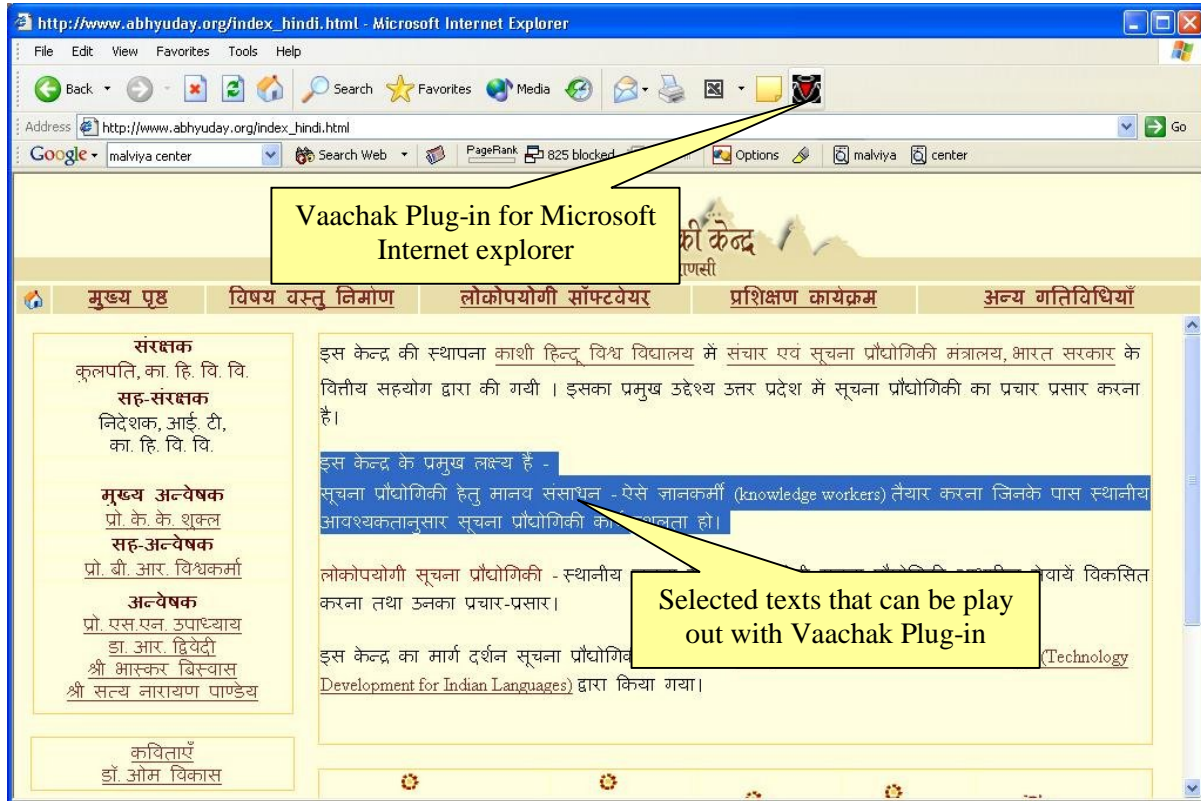 http://www.abhyuday.org/index_hindi.html - Microsoft Internet Explorer
File Edit View Favorites Tools Help
Back Search Favorites Media
Address http://www.abhyuday.org/index_hindi.html Go
Google malviya center Search Web PageRank 825 blocked Options malviya center
Vaachak Plug-in for Microsoft
Internet explorer
की केन्द्र
मुख्य पृष्ठ विषय वस्तु निर्माण लोकोपयोगी सॉफ्टवेयर प्रशिक्षण कार्यक्रम अन्य गतिविधियाँ
संरक्षक
कुलपति, का. हि. वि. वि.
सह-संरक्षक
निदेशक, आई. टी,
का. हि. वि. वि.
मुख्य अन्वेषक
प्रो. के. के. शुक्ल
सह-अन्वेषक
प्रो. बी. आर. विश्वकर्मा
अन्वेषक
प्रो. एस.एन. उपाध्याय
डा. आर. द्विवेदी
श्री भास्कर बिस्वास
श्री सत्य नारायण पाण्डेय
कविताएँ
डॉ. ओम विकास
इस केन्द्र की स्थापना काशी हिन्दू विश्व विद्यालय में संचार एवं सूचना प्रौद्योगिकी मंत्रालय, भारत सरकार के
वित्तीय सहयोग द्वारा की गयी । इसका प्रमुख उद्देश्य उत्तर प्रदेश में सूचना प्रौद्योगिकी का प्रचार प्रसार करना
है।
इस केन्द्र के प्रमुख लक्ष्य हैं -
सूचना प्रौद्योगिकी हेतु मानव संसाधन - ऐसे ज्ञानकर्मी (knowledge workers) तैयार करना जिनके पास स्थानीय
आवश्यकतानुसार सूचना प्रौद्योगिकी हो।
लोकोपयोगी सूचना प्रौद्योगिकी - स्थानीय विकसित
करना तथा उनका प्रचार-प्रसार।
Selected texts that can be play
out with Vaachak Plug-in
इस केन्द्र का मार्ग दर्शन सूचना (Technology
Development for Indian Languages) द्वारा किया गया।